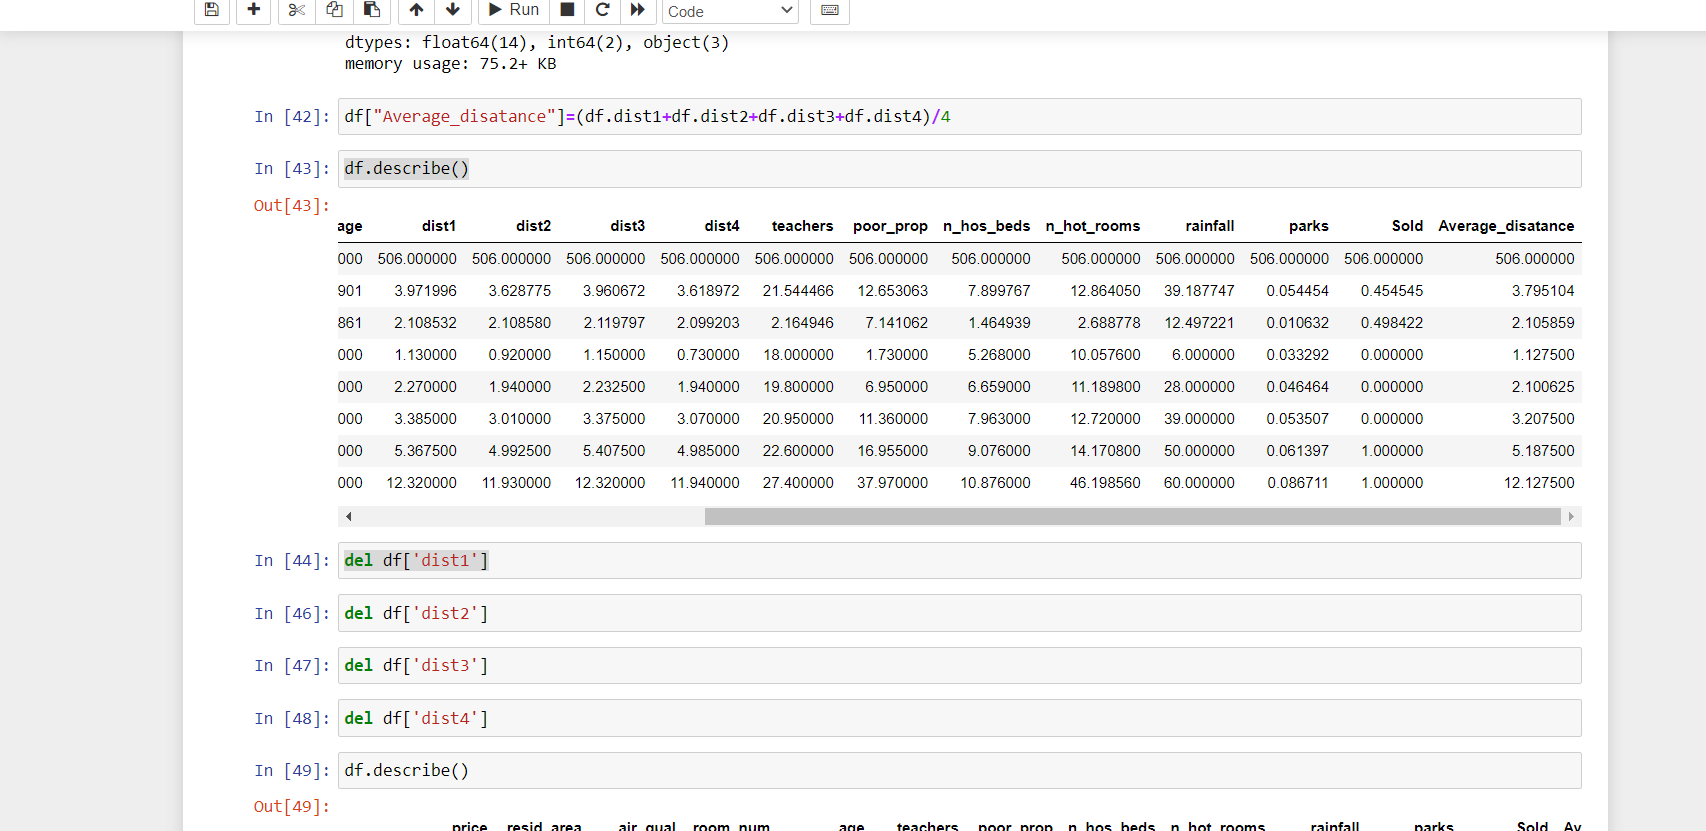 Run Code
dtypes: float64(14), int64(2), object(3)
memory usage: 75.2+ KB
In [42]: df["Average_disatance"]=(df.dist1+df.dist2+df.dist3+df.dist4)/4
In [43]: df.describe()
Out[43]:
age dist1 dist2 dist3 dist4 teachers poor_prop n_hos_beds n_hot_rooms rainfall parks Sold Average_disatance
000 506.000000 506.000000 506.000000 506.000000 506.000000 506.000000 506.000000 506.000000 506.000000 506.000000 506.000000 506.000000
901 3.971996 3.628775 3.960672 3.618972 21.544466 12.653063 7.899767 12.864050 39.187747 0.054454 0.454545 3.795104
861 2.108532 2.108580 2.119797 2.099203 2.164946 7.141062 1.464939 2.688778 12.497221 0.010632 0.498422 2.105859
000 1.130000 0.920000 1.150000 0.730000 18.000000 1.730000 5.268000 10.057600 6.000000 0.033292 0.000000 1.127500
000 2.270000 1.940000 2.232500 1.940000 19.800000 6.950000 6.659000 11.189800 28.000000 0.046464 0.000000 2.100625
000 3.385000 3.010000 3.375000 3.070000 20.950000 11.360000 7.963000 12.720000 39.000000 0.053507 0.000000 3.207500
000 5.367500 4.992500 5.407500 4.985000 22.600000 16.955000 9.076000 14.170800 50.000000 0.061397 1.000000 5.187500
000 12.320000 11.930000 12.320000 11.940000 27.400000 37.970000 10.876000 46.198560 60.000000 0.086711 1.000000 12.127500
In [44]: del df['dist1']
In [46]: del df['dist2']
In [47]: del df['dist3']
In [48]: del df['dist4']
In [49]: df.describe()
Out[49]:
price resid_area air_qual room_num age teachers poor_prop n_hos_beds n_hot_rooms rainfall parks Sold Av